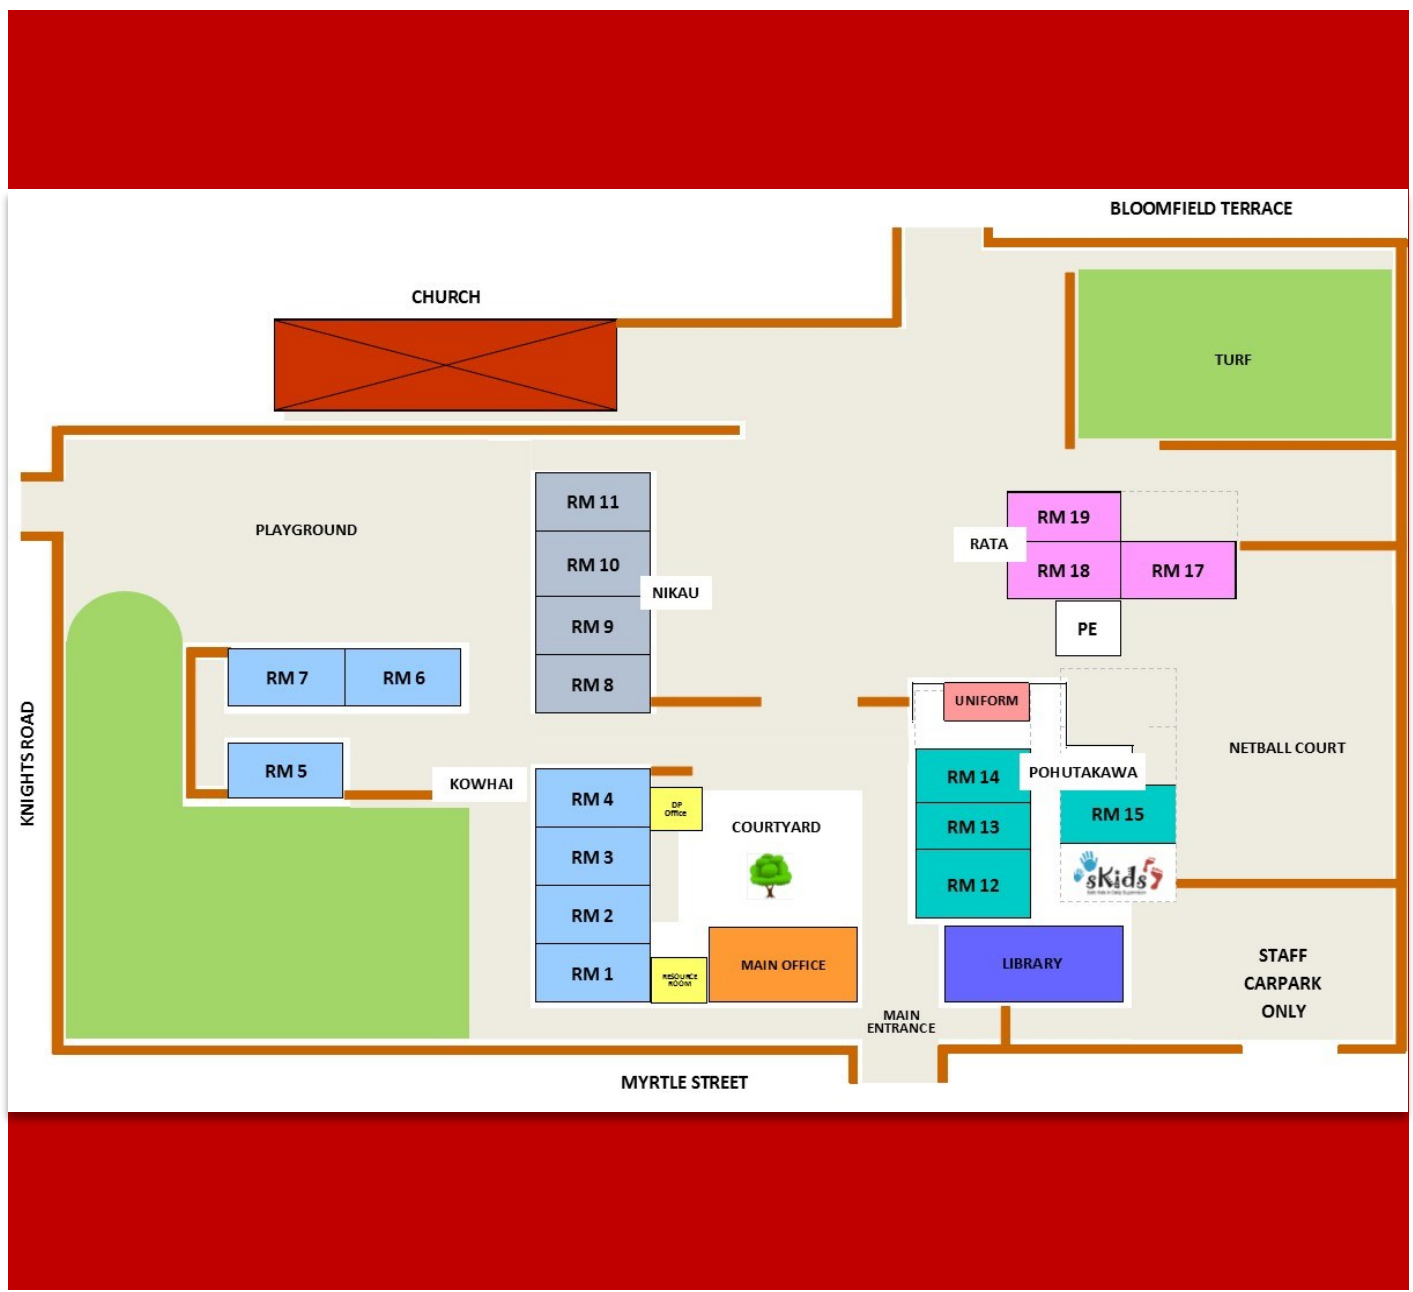 BLOOMFIELD TERRACE
CHURCH
TURF
RM 11
RM 19
PLAYGROUND
RATA
RM 10
RM 18
RM 17
NIKAU
RM 9
PE
RM 7
RM 6
RM 8
UNIFORM
KNIGHTS ROAD
NETBALL COURT
RM 5
KOWHAI
RM 14
POHUTAKAWA
RM 4
DP
Office
COURTYARD
RM 13
RM 15
RM 3
RM 12
sKids
RM 2
RM 1
RESOURCE
ROOM
MAIN OFFICE
LIBRARY
STAFF
CARPARK
ONLY
MAIN
ENTRANCE
MYRTLE STREET